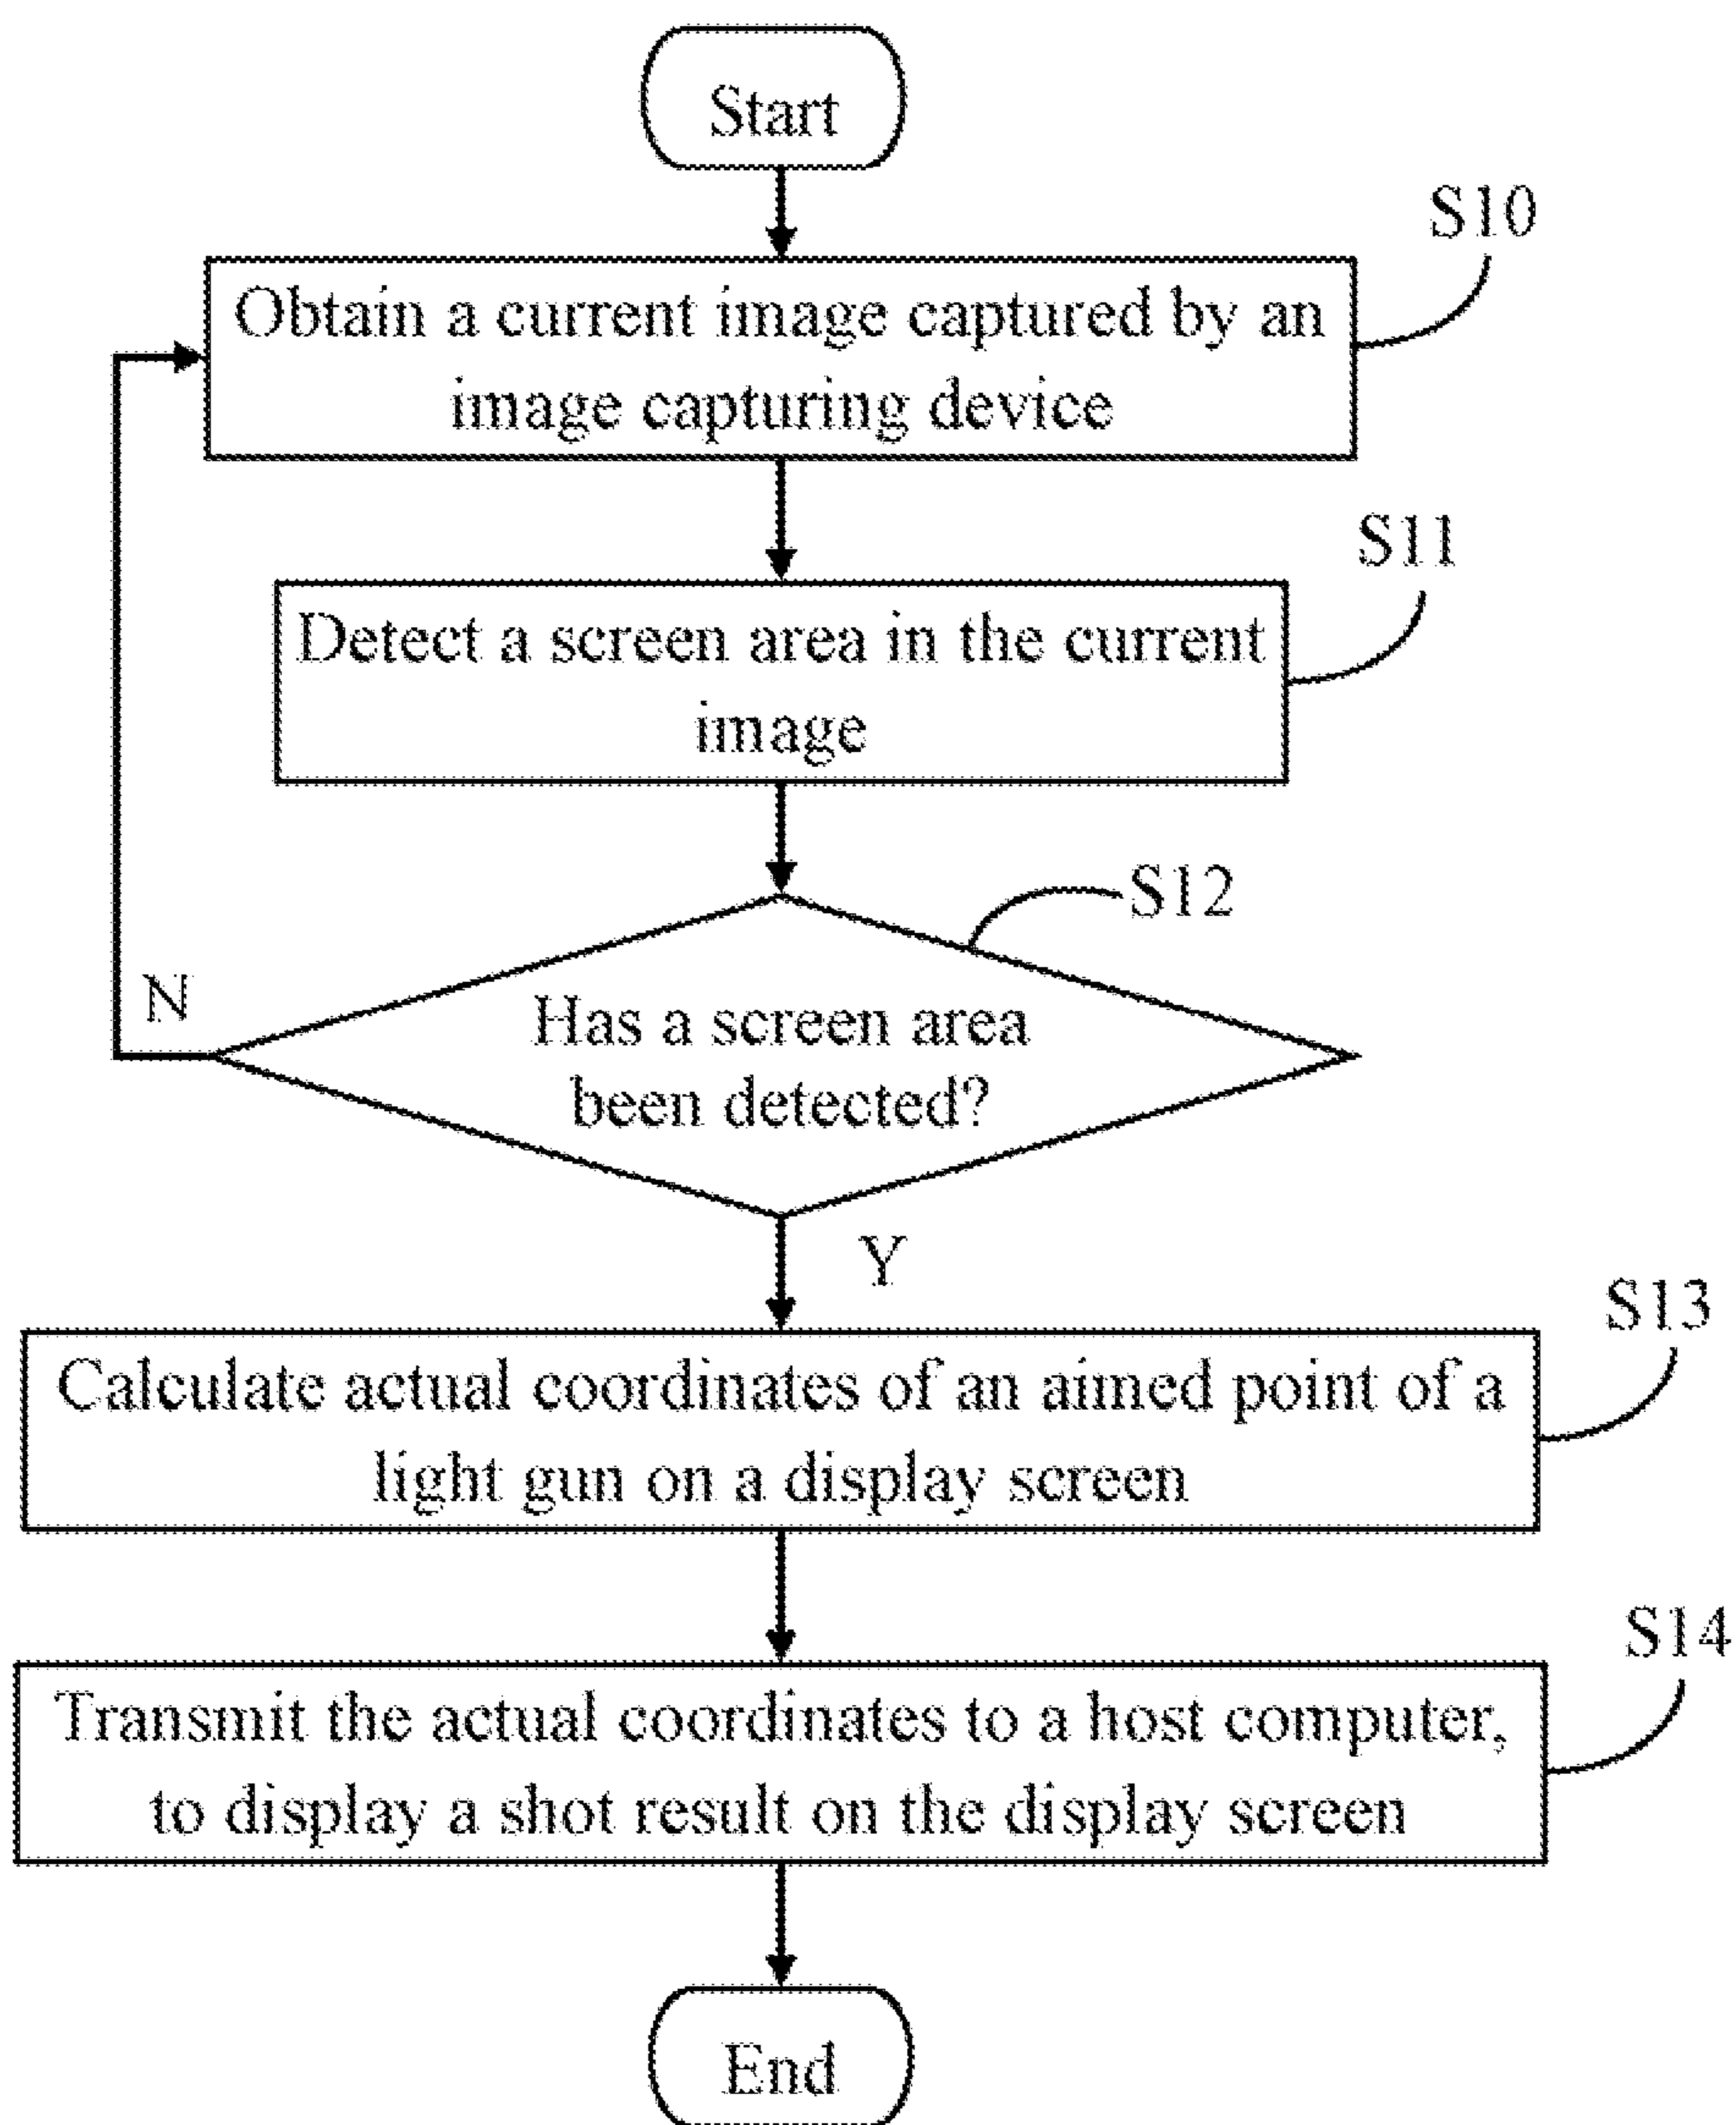 Start
S10
Obtain a current image captured by an
image capturing device
S11
Detect a screen area in the current
image
S12
N
Has a screen area
been detected?
Y
S13
Calculate actual coordinates of an aimed point of a
light gun on a display screen
S14
Transmit the actual coordinates to a host computer,
to display a shot result on the display screen
End